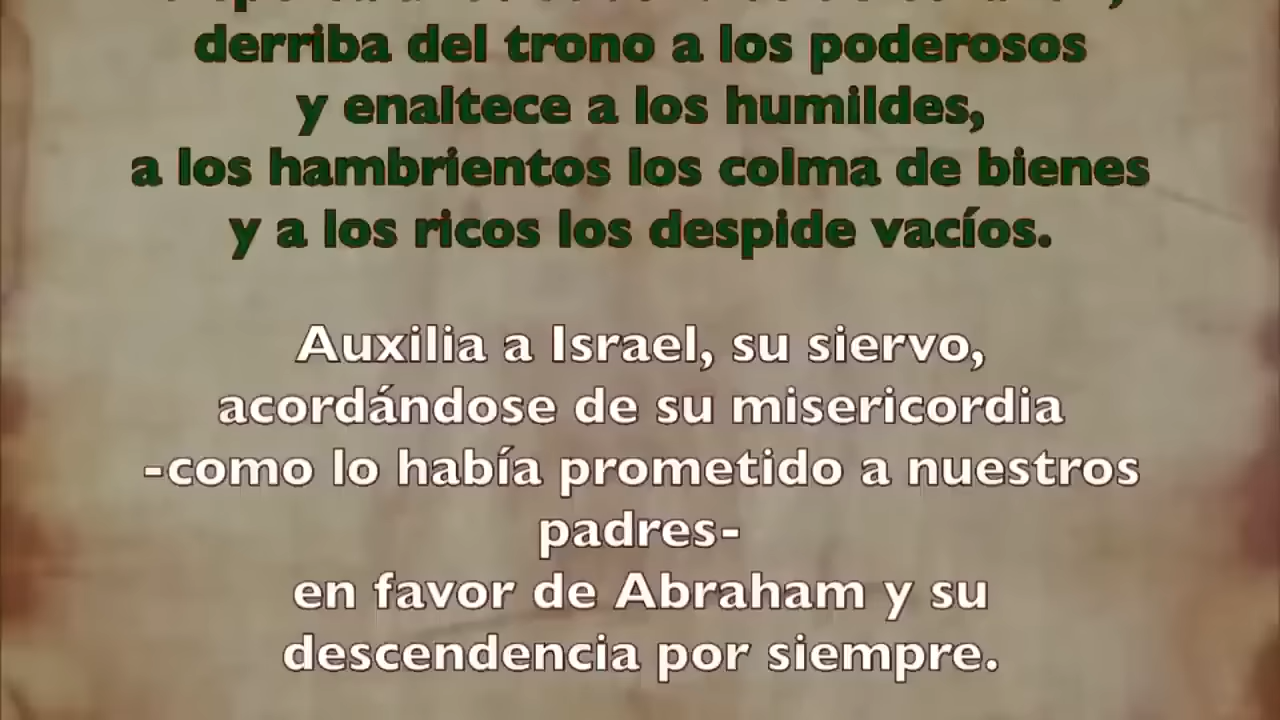 derriba del trono a los poderosos
y enaltece a los humildes,
a los hambrientos los colma de bienes
y a los ricos los despide vacíos.
Auxilia a Israel, su siervo,
acordándose de su misericordia
-como lo había prometido a nuestros
padres-
en favor de Abraham y su
descendencia por siempre.